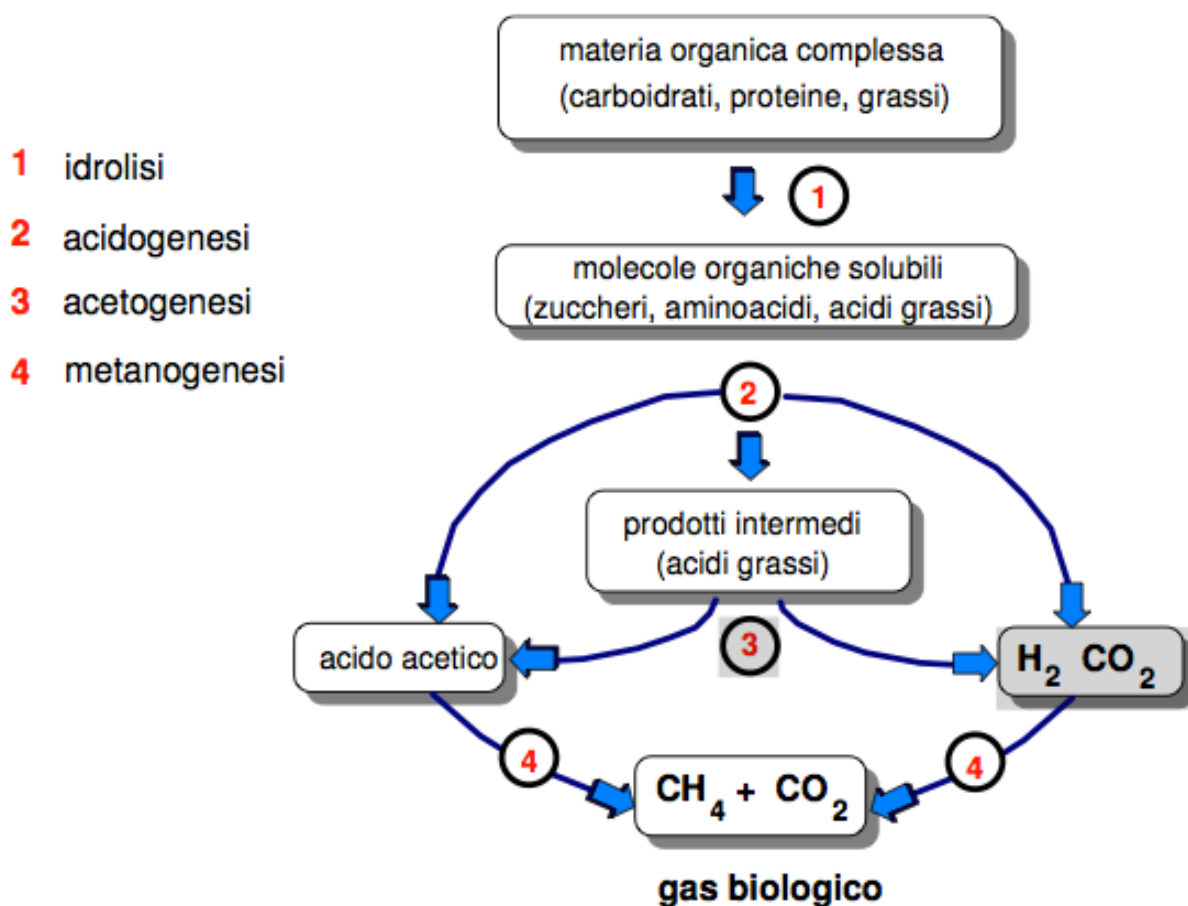 materia organica complessa
(carboidrati, proteine, grassi)
1 idrolisi
2 acidogenesi
3 acetogenesi
4 metanogenesi
1
molecole organiche solubili
(zuccheri, aminoacidi, acidi grassi)
2
prodotti intermedi
(acidi grassi)
3
acido acetico
H2 CO2
4
4
CH4 + CO2
gas biologico